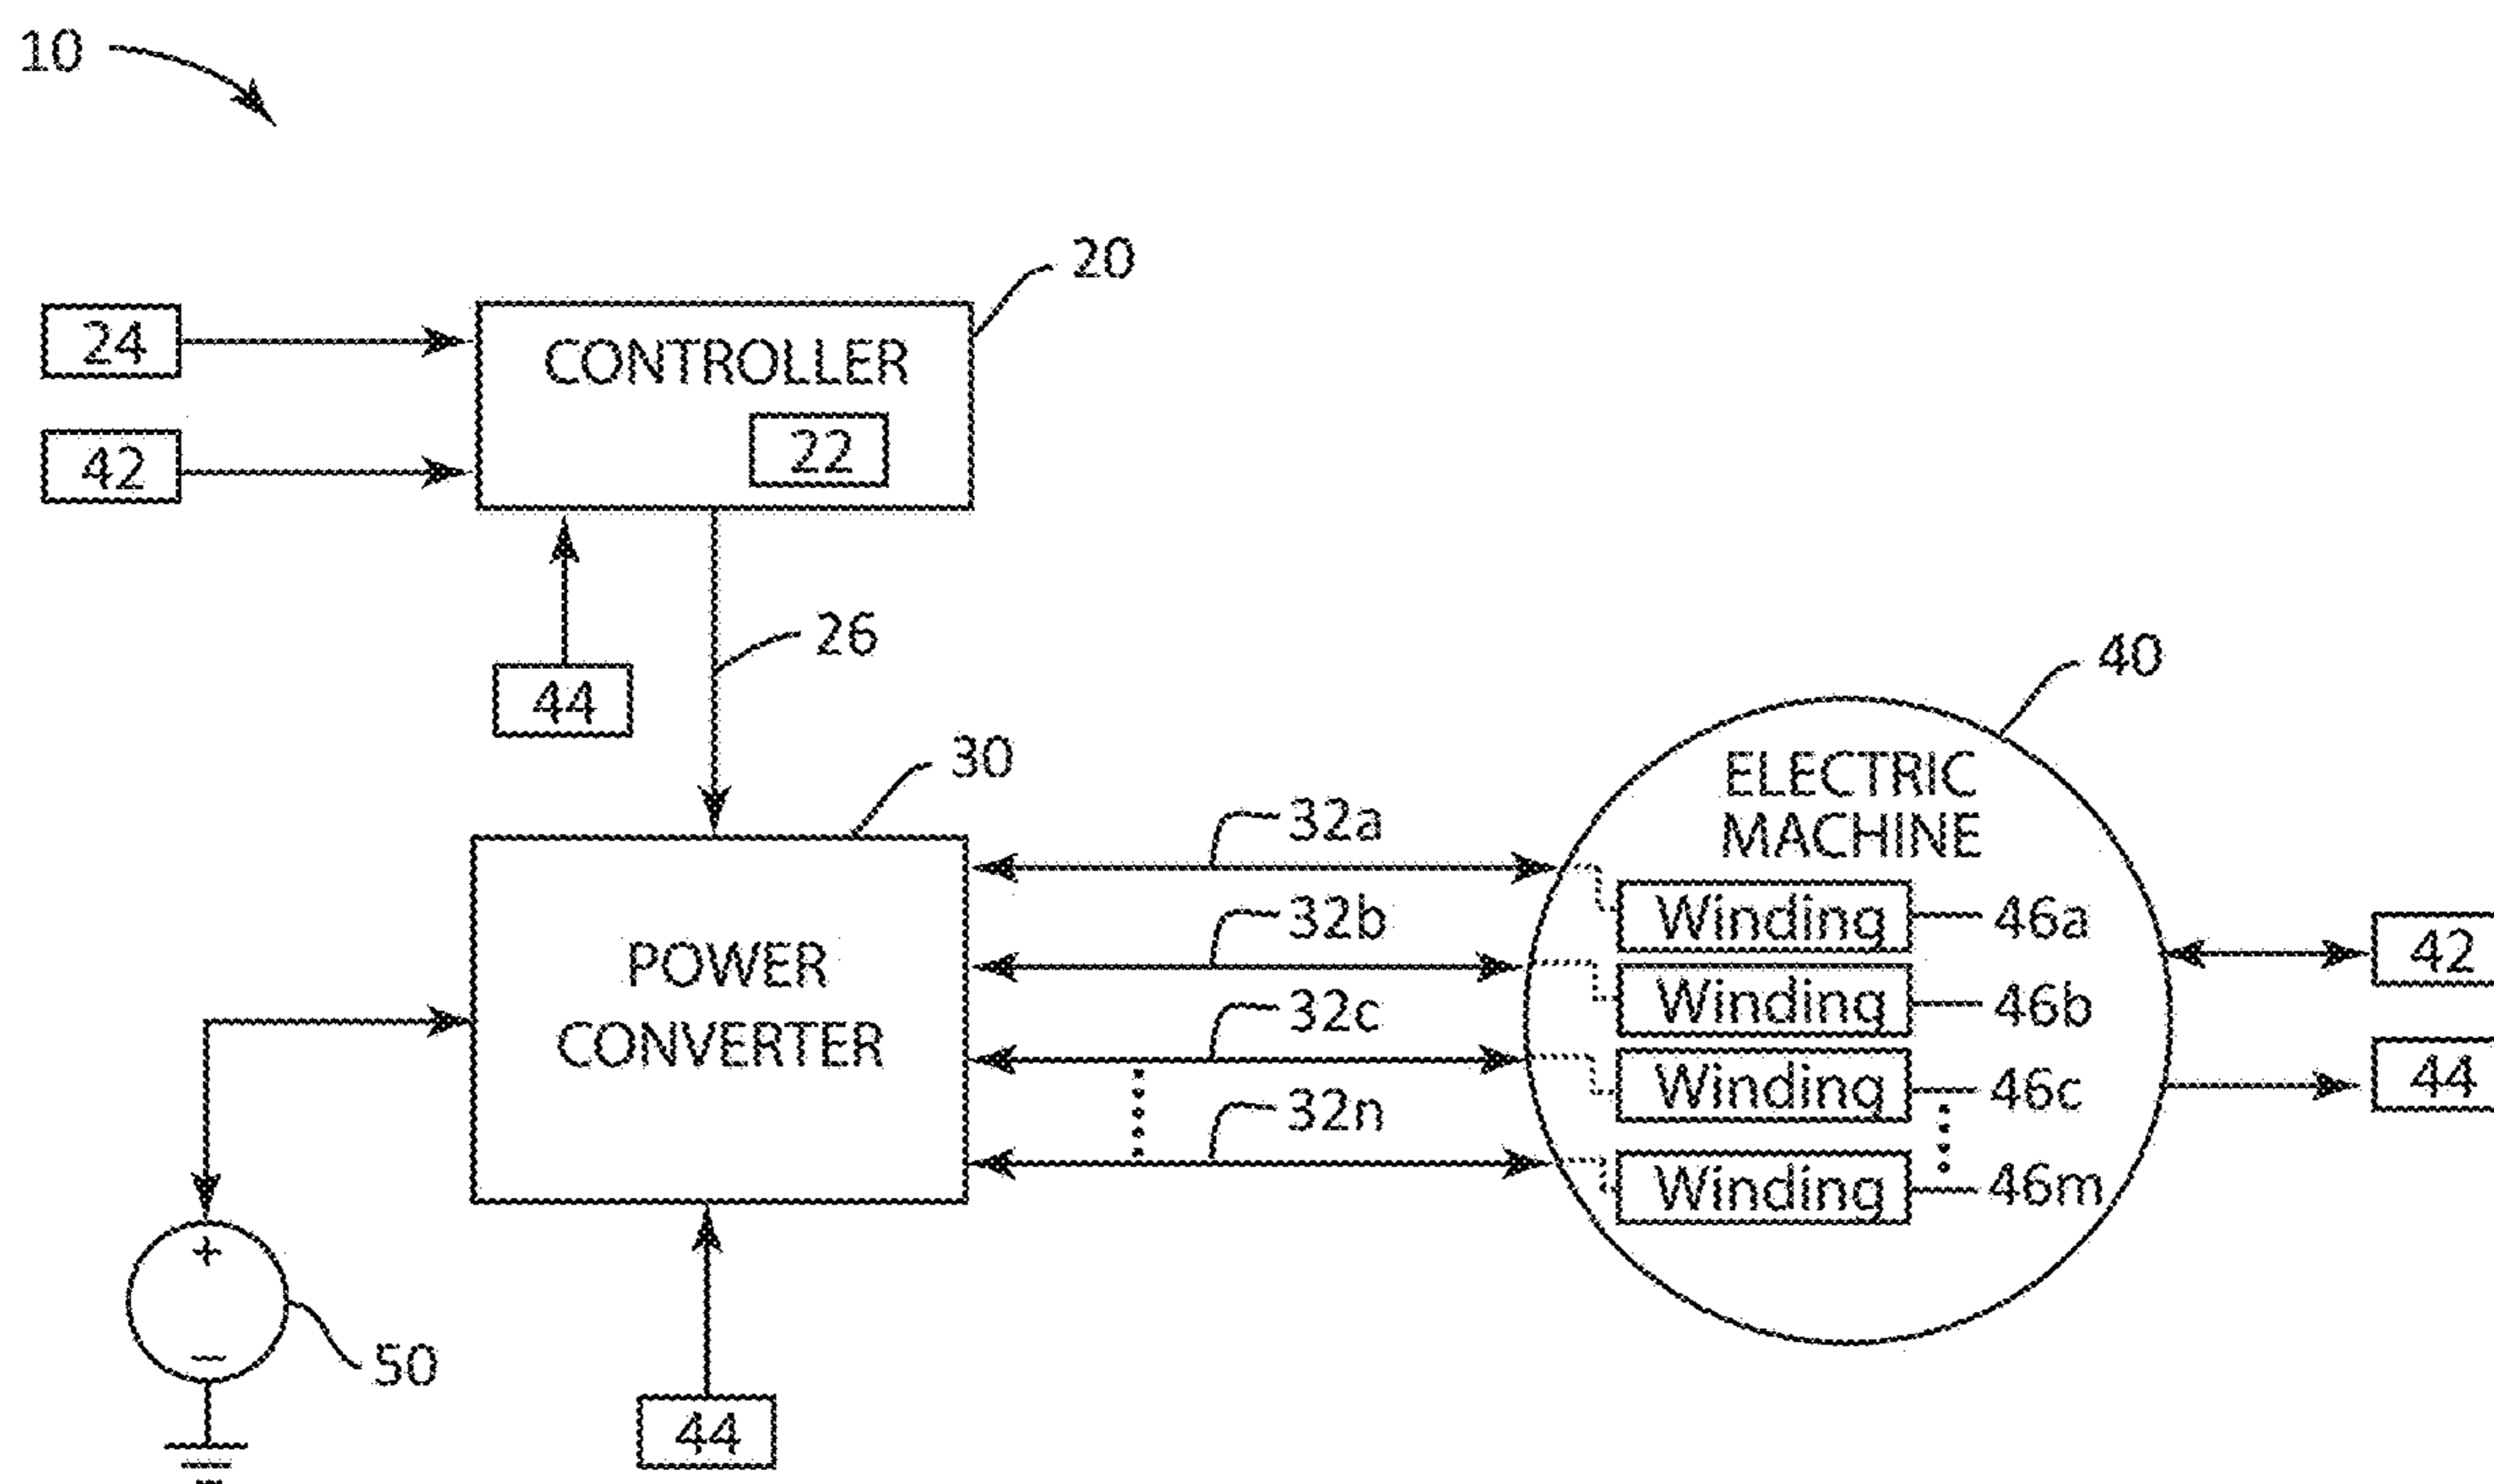 10
20
24
CONTROLLER
22
42
26
44
30
40
ELECTRIC
MACHINE
32a
Winding 46a
32b
42
POWER
CONVERTER
Winding 46b
32c
Winding 46c
44
32n
Winding 46m
+
−
50
44